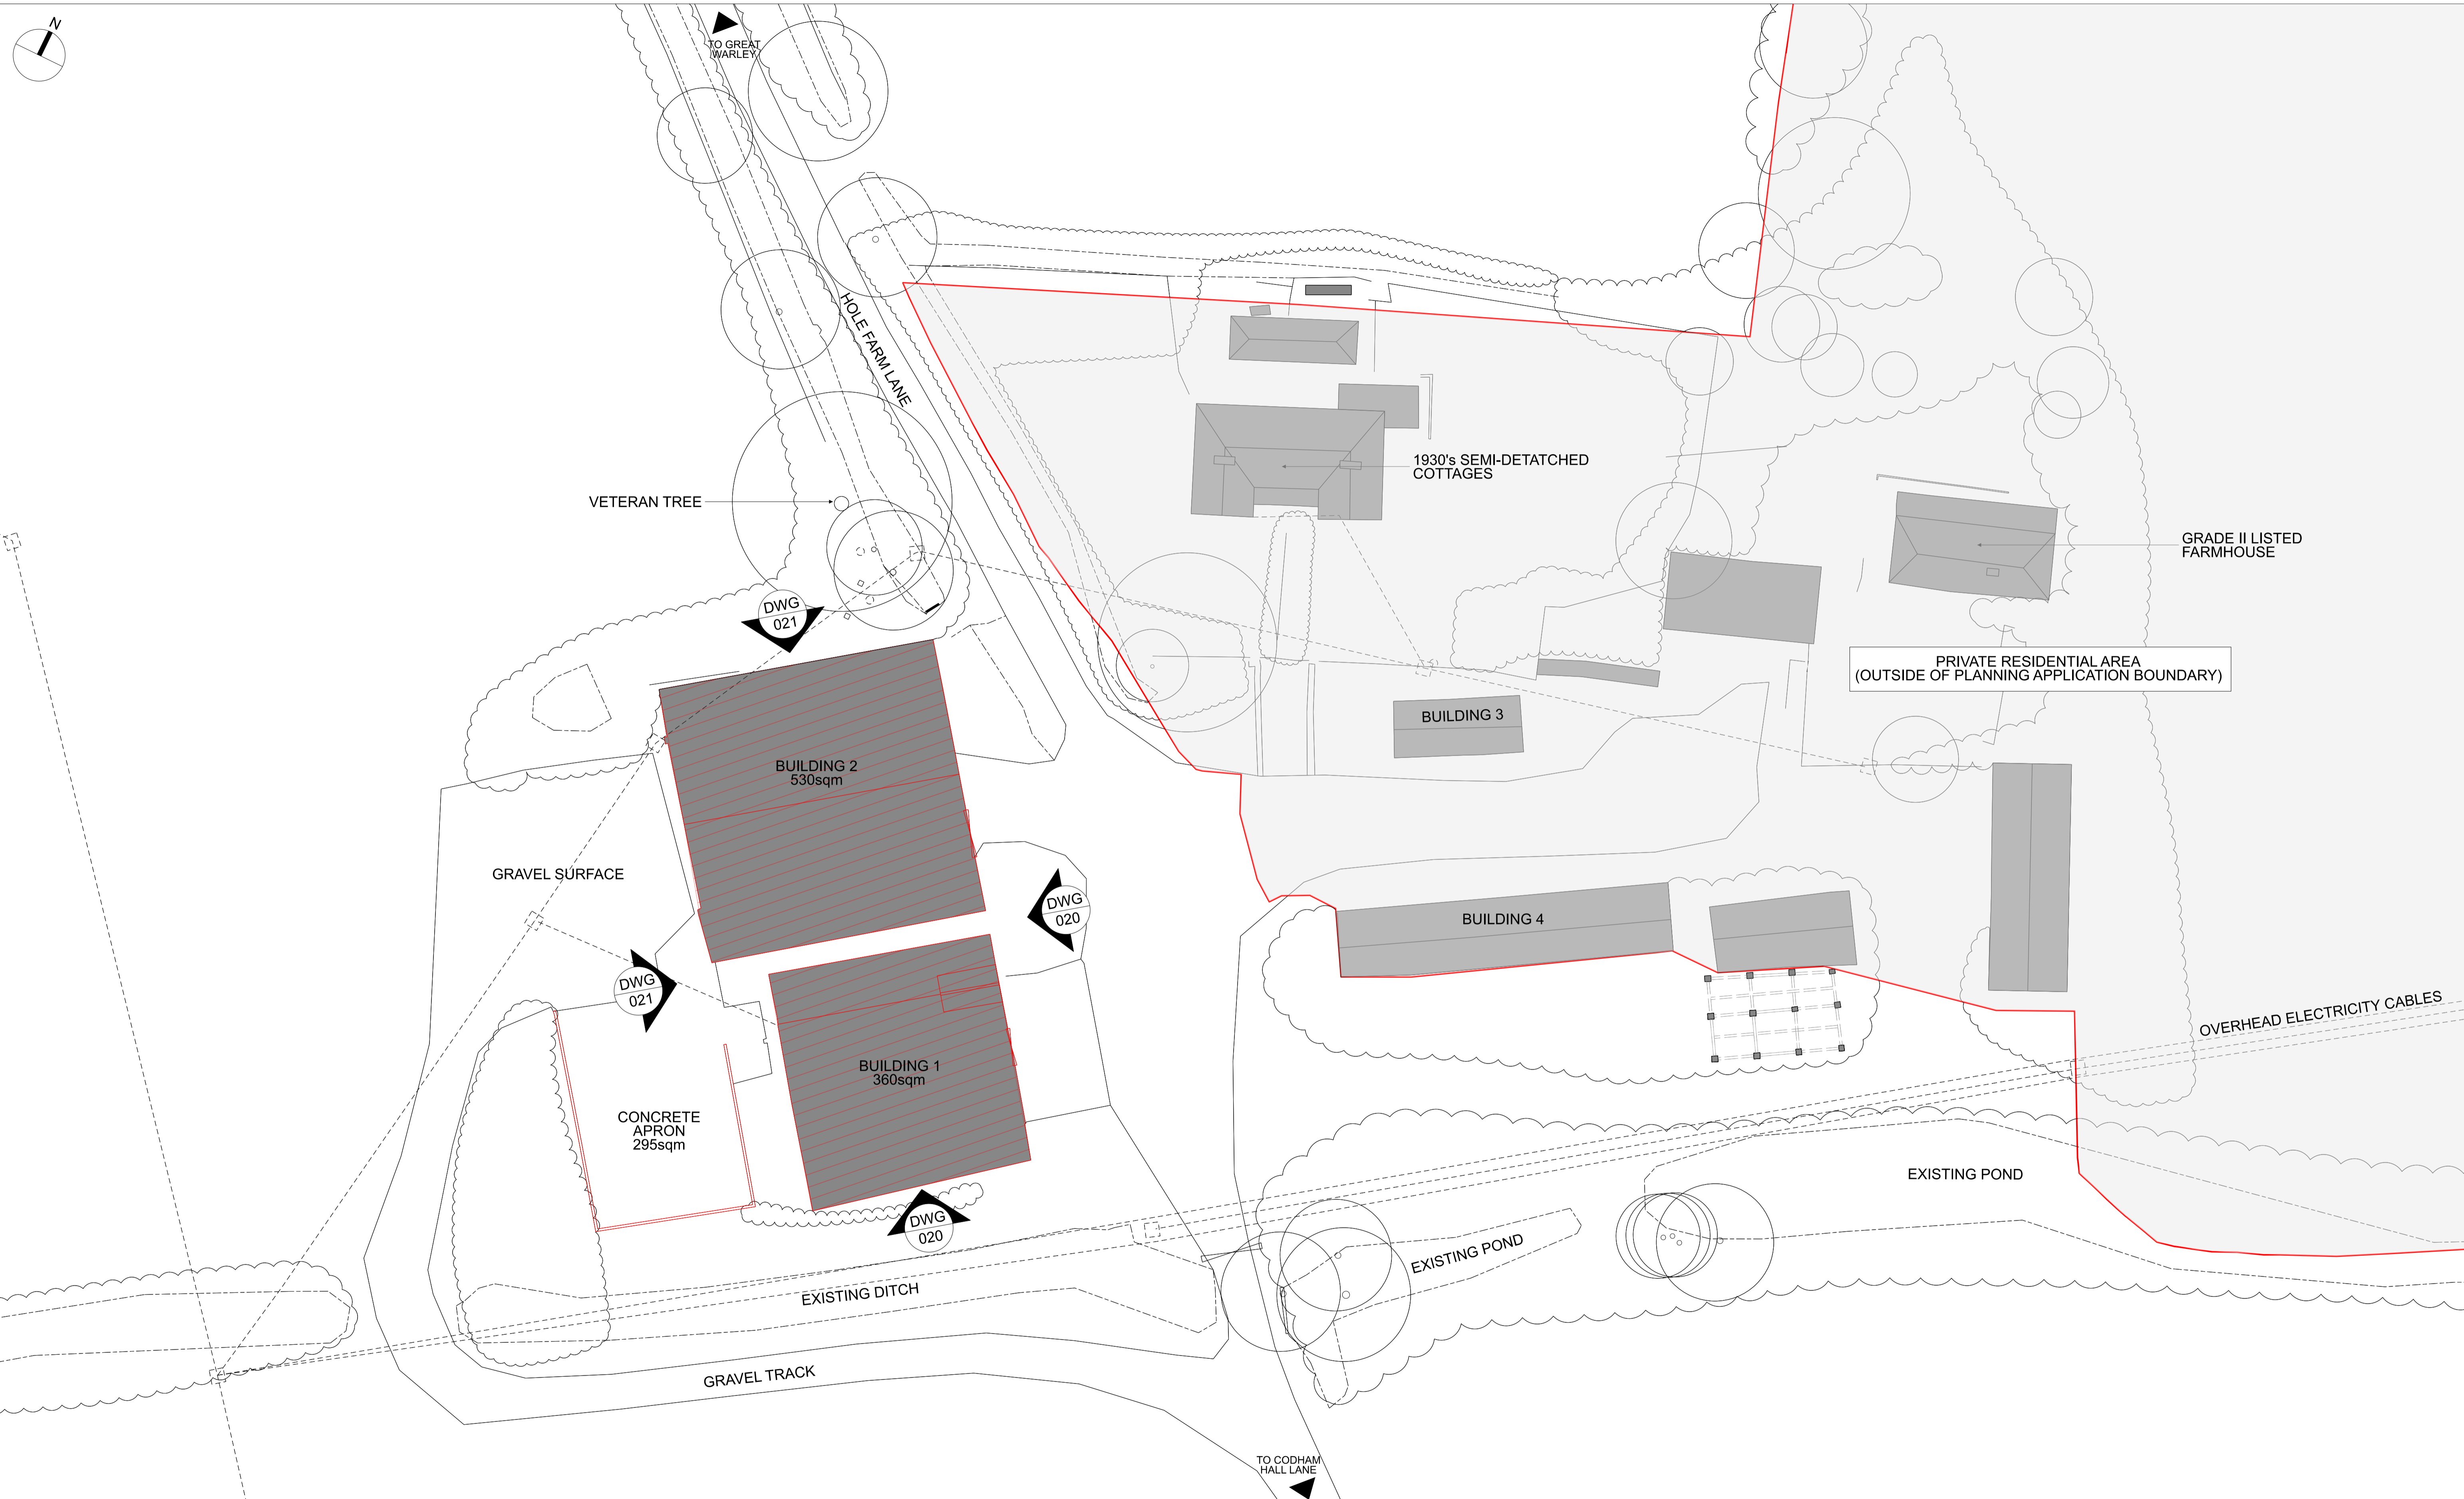 N
TO GREAT
WARLEY
HOLE FARM LANE
1930's SEMI-DETATCHED
COTTAGES
VETERAN TREE
GRADE II LISTED
FARMHOUSE
DWG
021
PRIVATE RESIDENTIAL AREA
(OUTSIDE OF PLANNING APPLICATION BOUNDARY)
BUILDING 3
BUILDING 2
530sqm
GRAVEL SURFACE
DWG
020
BUILDING 4
DWG
021
OVERHEAD ELECTRICITY CABLES
BUILDING 1
360sqm
CONCRETE
APRON
295sqm
EXISTING POND
DWG
020
EXISTING POND
EXISTING DITCH
GRAVEL TRACK
TO CODHAM
HALL LANE